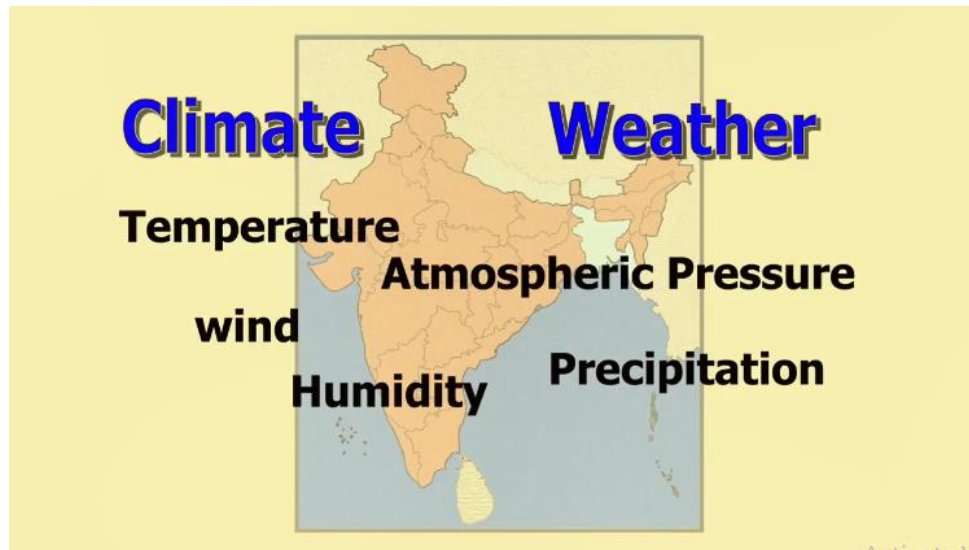 Climate
Weather
Temperature
Atmospheric Pressure
wind
Precipitation
Humidity